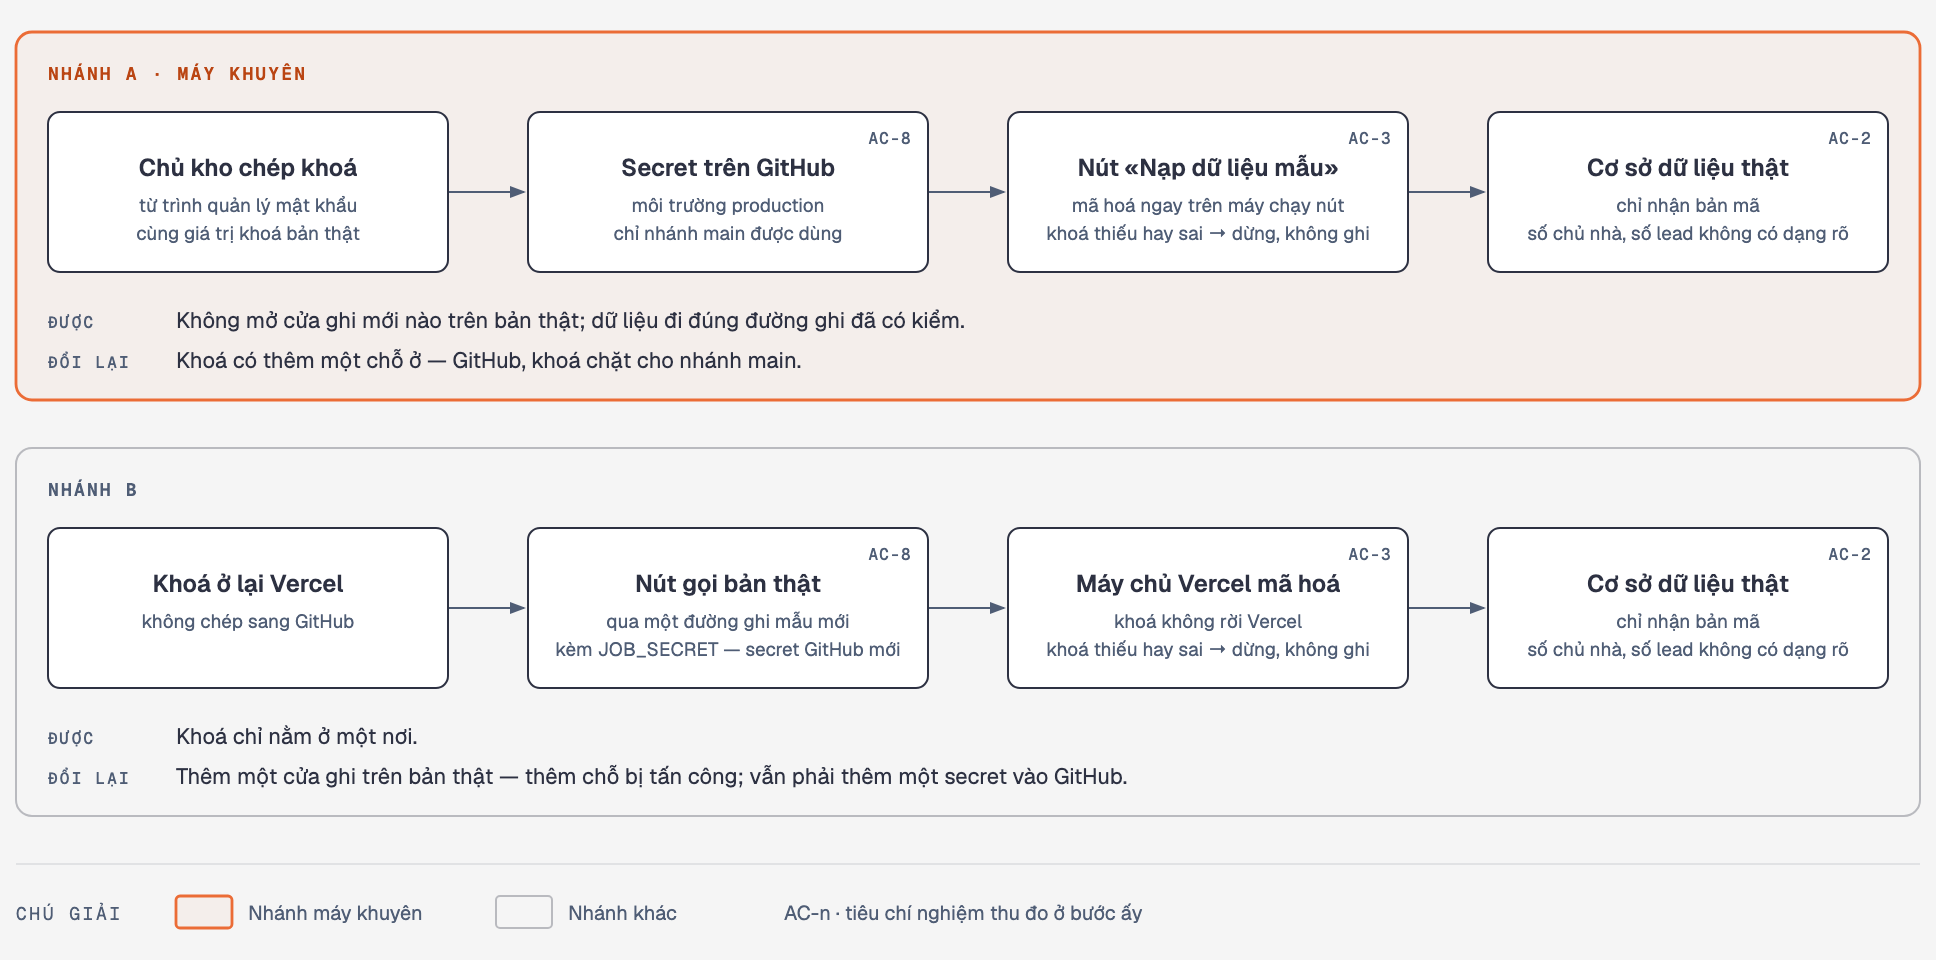 NHÁNH A · MÁY KHUYÊN
AC-8
AC-3
AC-2
Chủ kho chép khoá
từ trình quản lý mật khẩu
cùng giá trị khoá bản thật
Secret trên GitHub
môi trường production
chỉ nhánh main được dùng
Nút «Nạp dữ liệu mẫu»
mã hoá ngay trên máy chạy nút
khoá thiếu hay sai → dừng, không ghi
Cơ sở dữ liệu thật
chỉ nhận bản mã
số chủ nhà, số lead không có dạng rõ
ĐƯỢC Không mở cửa ghi mới nào trên bản thật; dữ liệu đi đúng đường ghi đã có kiểm.
ĐỔI LẠI Khoá có thêm một chỗ ở — GitHub, khoá chặt cho nhánh main.
NHÁNH B
AC-8
AC-3
AC-2
Khoá ở lại Vercel
không chép sang GitHub
Nút gọi bản thật
qua một đường ghi mẫu mới
kèm JOB_SECRET — secret GitHub mới
Máy chủ Vercel mã hoá
khoá không rời Vercel
khoá thiếu hay sai → dừng, không ghi
Cơ sở dữ liệu thật
chỉ nhận bản mã
số chủ nhà, số lead không có dạng rõ
ĐƯỢC Khoá chỉ nằm ở một nơi.
ĐỔI LẠI Thêm một cửa ghi trên bản thật — thêm chỗ bị tấn công; vẫn phải thêm một secret vào GitHub.
CHÚ GIẢI Nhánh máy khuyên Nhánh khác AC-n · tiêu chí nghiệm thu đo ở bước ấy